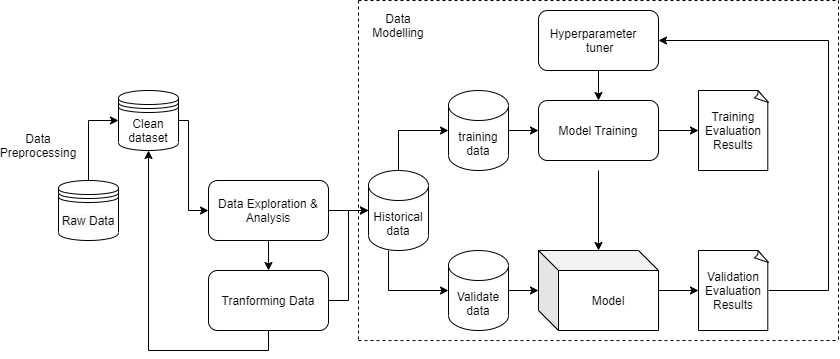 Data
Modelling
Hyperparameter
tuner
Clean
dataset
training
data
Model Training
Training
Evaluation
Results
Data
Preprocessing
Raw Data
Data Exploration &
Analysis
Historical
data
Tranforming Data
Validate
data
Model
Validation
Evaluation
Results